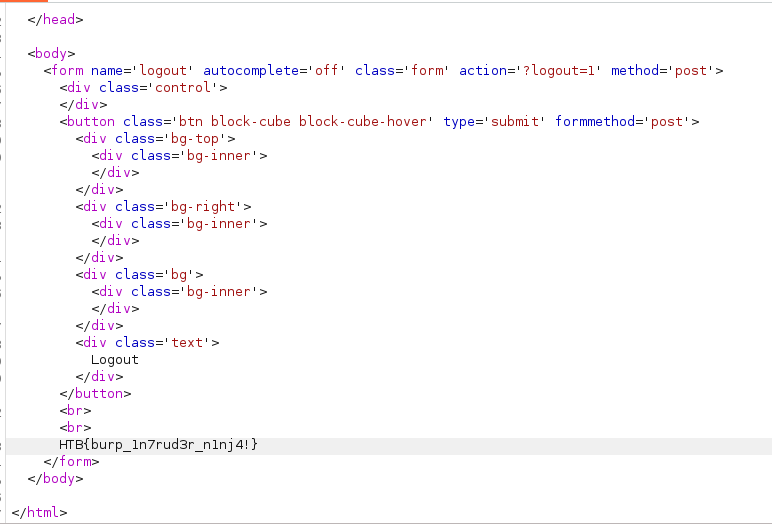 </head>
<body>
<form name='logout' autocomplete='off' class='form' action='?logout=1' method='post'>
<div class='control'>
</div>
<button class='btn block-cube block-cube-hover' type='submit' formmethod='post'>
<div class='bg-top'>
<div class='bg-inner'>
</div>
</div>
<div class='bg-right'>
<div class='bg-inner'>
</div>
</div>
<div class='bg'>
<div class='bg-inner'>
</div>
</div>
<div class='text'>
Logout
</div>
</button>
<br>
<br>
HTB{burp_1n7rud3r_n1nj4!}
</form>
</body>
</html>